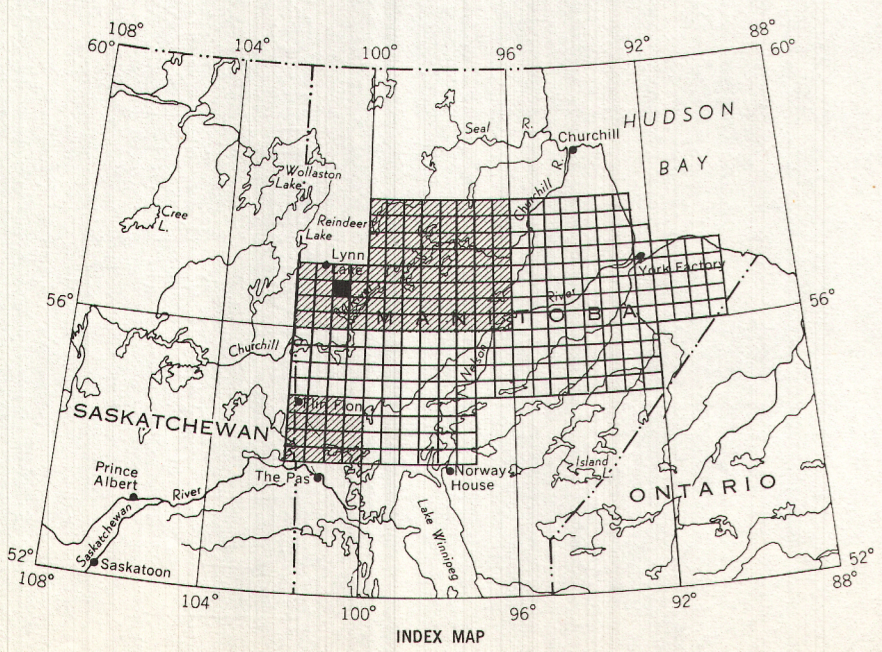 108°
60°
104°
100°
96°
92°
88°
60°
HUDSON
BAY
Seal R.
Churchill
Churchill R.
Wollaston
Lake
Cree
L.
Reindeer
Lake
Lynn
Lake
York Factory
56°
56°
River
MANITOBA
Churchill
Nelson
Flin Flon
SASKATCHEWAN
Prince
Albert
River
The Pas
Norway
House
Island
L.
ONTARIO
Saskatchewan
Saskatoon
Lake Winnipeg
52°
108°
104°
100°
96°
92°
52°
88°
INDEX MAP